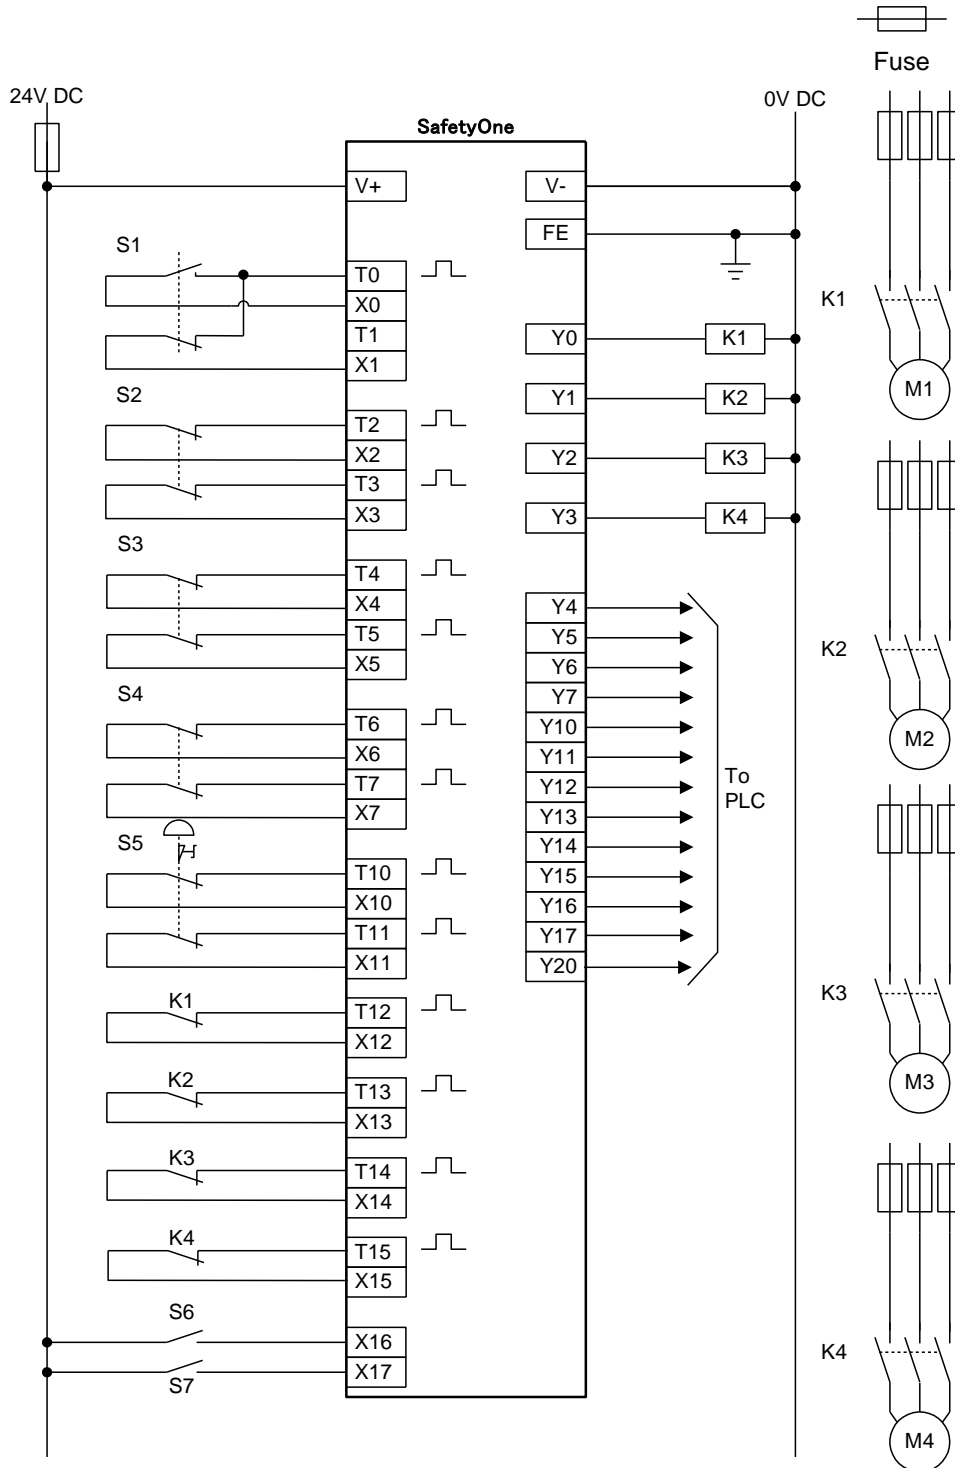 Fuse
24V DC
0V DC
SafetyOne
V+
V-
FE
S1
T0
X0
T1
X1
Y0
K1
K1
M1
S2
Y1
K2
T2
X2
Y2
K3
T3
X3
Y3
K4
S3
T4
X4
T5
X5
Y4
Y5
Y6
K2
S4
Y7
T6
X6
T7
X7
Y10
Y11
Y12
Y13
To
PLC
M2
S5
Y14
Y15
Y16
Y17
Y20
T10
X10
T11
X11
K1
T12
X12
K3
K2
T13
X13
M3
K3
T14
X14
K4
T15
X15
S6
X16
X17
S7
K4
M4